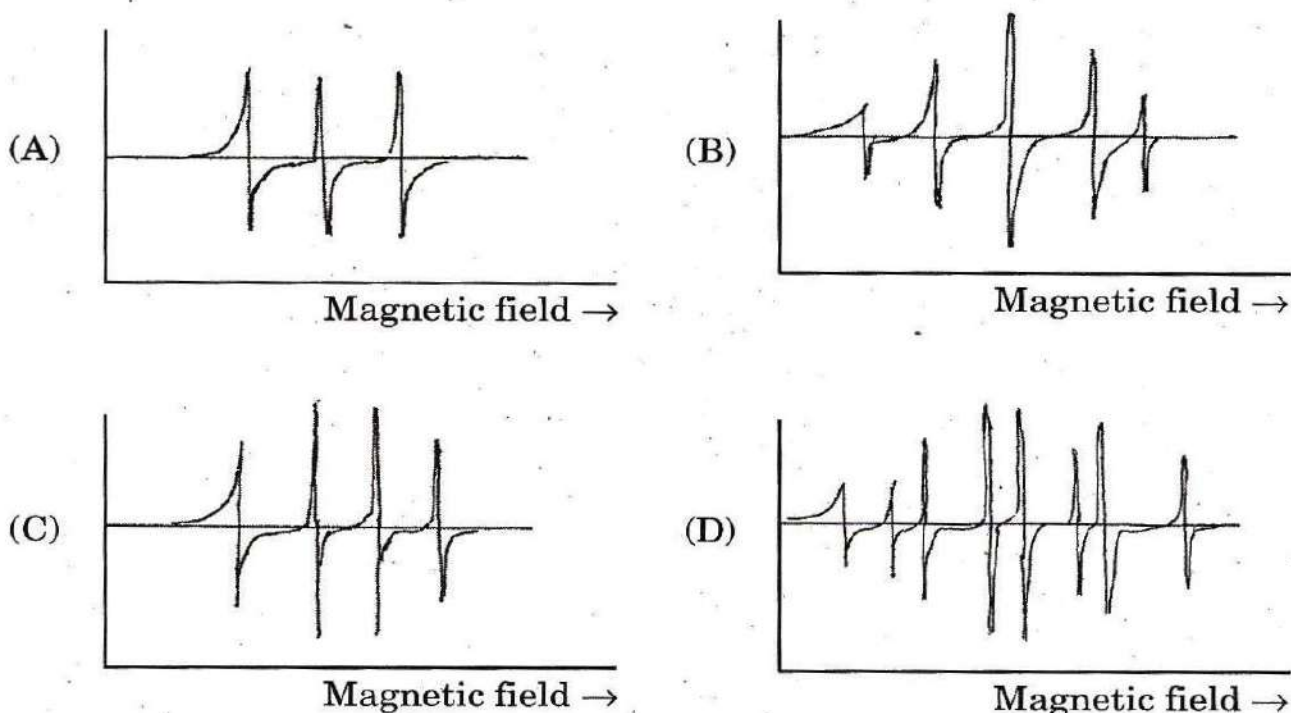 (A)
Magnetic field →
(B)
Magnetic field →
(C)
Magnetic field →
(D)
Magnetic field →